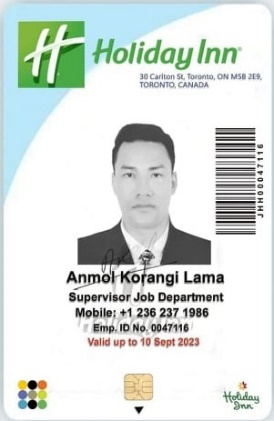 H Holiday Inn®
30 Carlton St, Toronto, ON M5B 2E9,
TORONTO, CANADA
JHH00047116
Anmol Korangi Lama
Supervisor Job Department
Mobile: +1 236 237 1986
Emp. ID No. 0047116
Valid up to 10 Sept 2023
Holiday
Inn